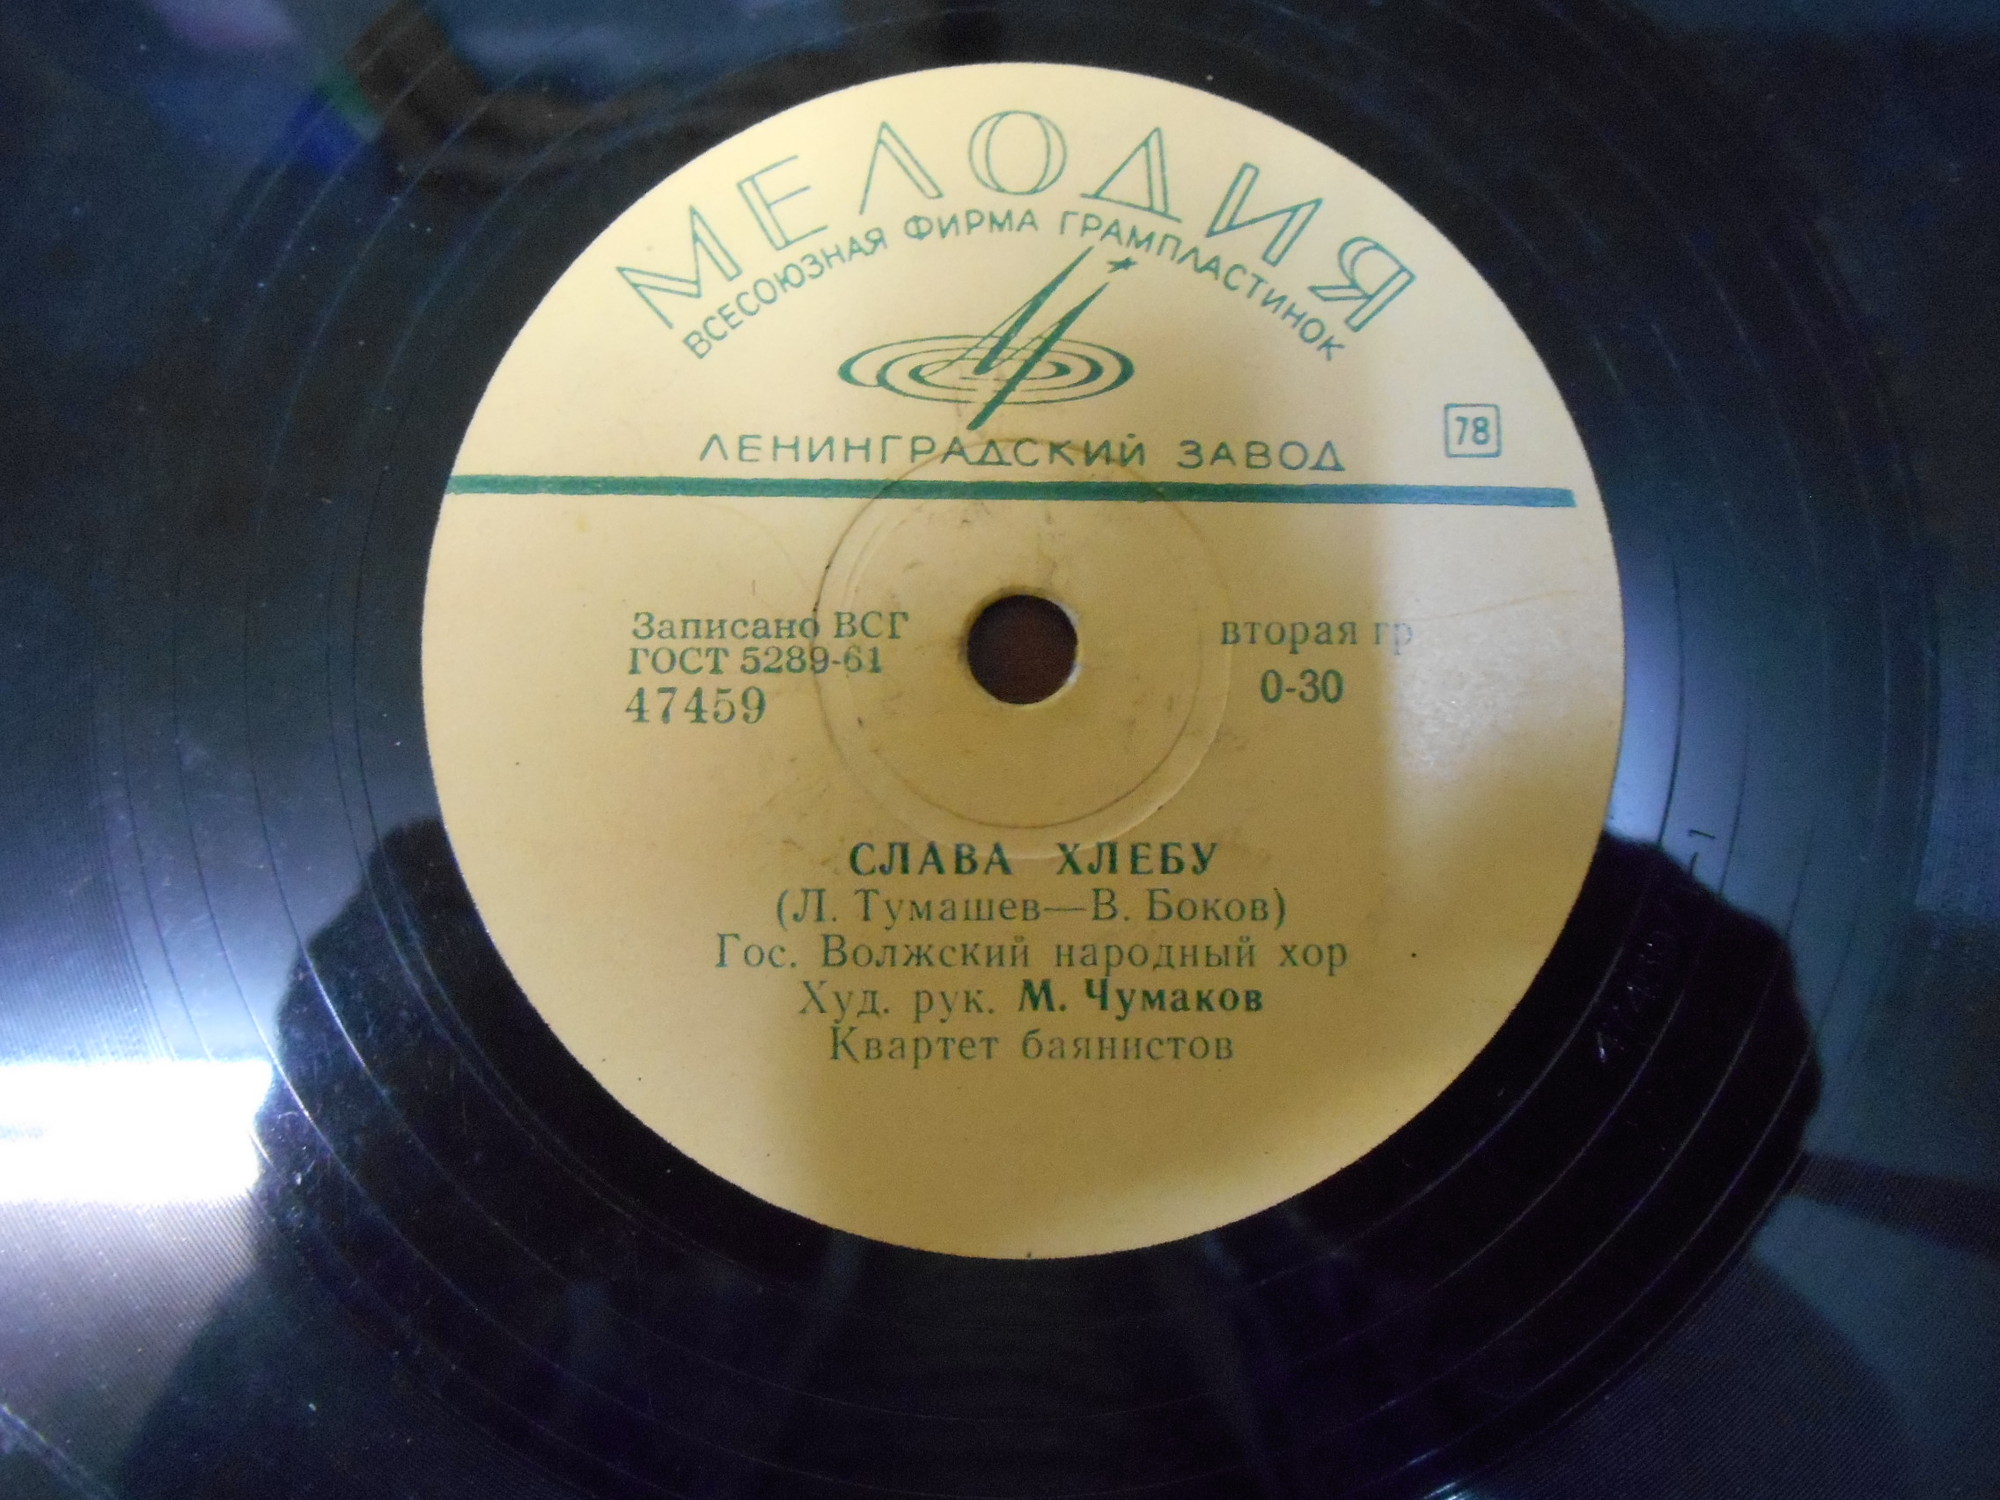 МЕЛОДИЯ
ВСЕСОЮЗНАЯ ФИРМА ГРАМПЛАСТИНОК
ЛЕНИНГРАДСКИЙ ЗАВОД
78
Записано ВСГ
ГОСТ 5289-61
47459
вторая гр
0-30
СЛАВА ХЛЕБУ
(Л. Тумашев—В. Боков)
Гос. Волжский народный хор
Худ. рук. М. Чумаков
Квартет баянистов